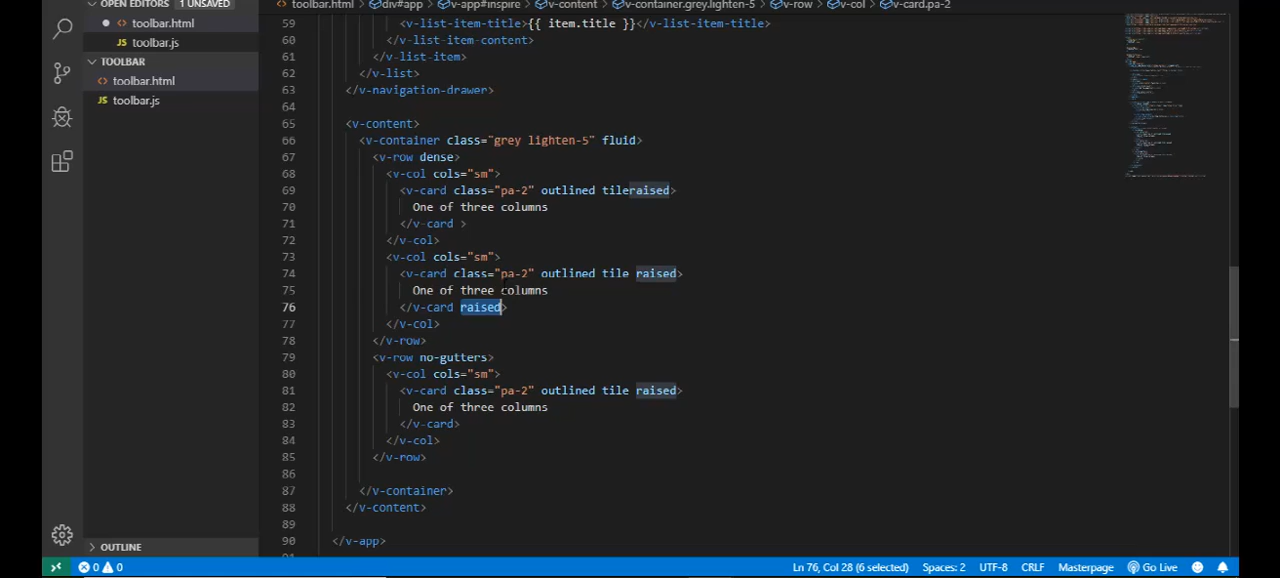 OPEN EDITORS 1 UNSAVED
toolbar.html
toolbar.js
TOOLBAR
toolbar.html
toolbar.js
OUTLINE
toolbar.html > div#app > v-app#inspire > v-content > v-container.grey.lighten-5 > v-row > v-col > v-card.pa-2
59 <v-list-item-title>{{ item.title }}</v-list-item-title>
60 </v-list-item-content>
61 </v-list-item>
62 </v-list>
63 </v-navigation-drawer>
64
65 <v-content>
66 <v-container class="grey lighten-5" fluid>
67 <v-row dense>
68 <v-col cols="sm">
69 <v-card class="pa-2" outlined tileraised>
70 One of three columns
71 </v-card >
72 </v-col>
73 <v-col cols="sm">
74 <v-card class="pa-2" outlined tile raised>
75 One of three columns
76 </v-card raised>
77 </v-col>
78 </v-row>
79 <v-row no-gutters>
80 <v-col cols="sm">
81 <v-card class="pa-2" outlined tile raised>
82 One of three columns
83 </v-card>
84 </v-col>
85 </v-row>
86
87 </v-container>
88 </v-content>
89
90 </v-app>
0 0 Ln 76, Col 28 (6 selected) Spaces: 2 UTF-8 CRLF Masterpage Go Live